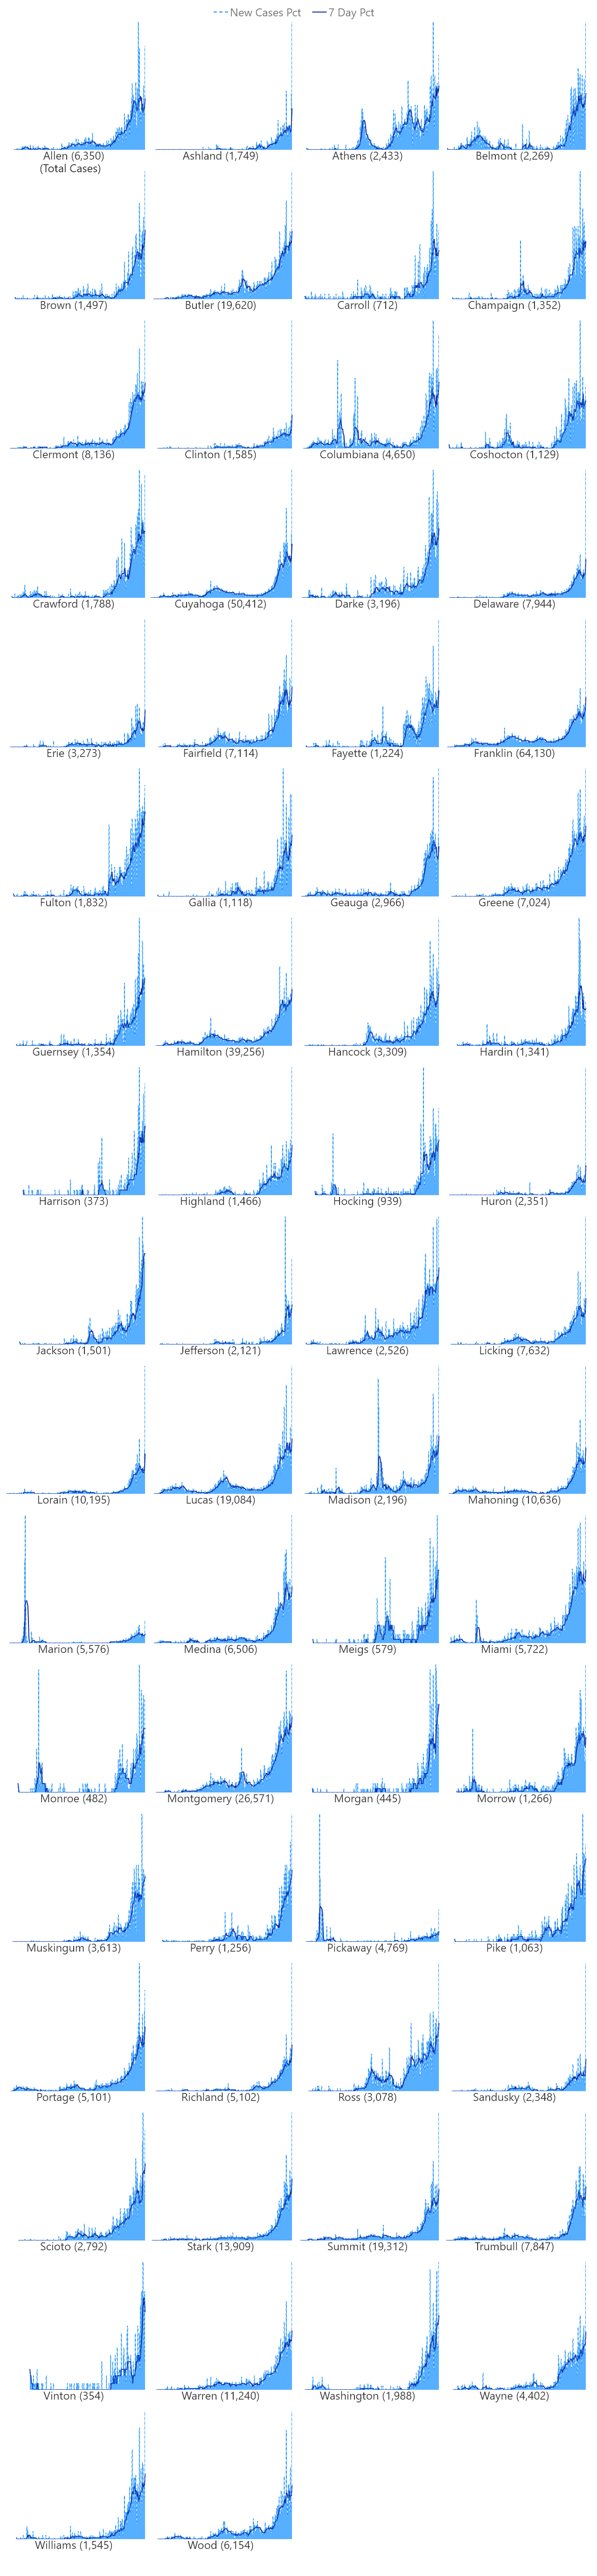 New Cases Pct 7 Day Pct
Allen (6,350) Ashland (1,749) Athens (2,433) Belmont (2,269)
(Total Cases)
Brown (1,497) Butler (19,620) Carroll (712) Champaign (1,352)
Clermont (8,136) Clinton (1,585) Columbiana (4,650) Coshocton (1,129)
Crawford (1,788) Cuyahoga (50,412) Darke (3,196) Delaware (7,944)
Erie (3,273) Fairfield (7,114) Fayette (1,224) Franklin (64,130)
Fulton (1,832) Gallia (1,118) Geauga (2,966) Greene (7,024)
Guernsey (1,354) Hamilton (39,256) Hancock (3,309) Hardin (1,341)
Harrison (373) Highland (1,466) Hocking (939) Huron (2,351)
Jackson (1,501) Jefferson (2,121) Lawrence (2,526) Licking (7,632)
Lorain (10,195) Lucas (19,084) Madison (2,196) Mahoning (10,636)
Marion (5,576) Medina (6,506) Meigs (579) Miami (5,722)
Monroe (482) Montgomery (26,571) Morgan (445) Morrow (1,266)
Muskingum (3,613) Perry (1,256) Pickaway (4,769) Pike (1,063)
Portage (5,101) Richland (5,102) Ross (3,078) Sandusky (2,348)
Scioto (2,792) Stark (13,909) Summit (19,312) Trumbull (7,847)
Vinton (354) Warren (11,240) Washington (1,988) Wayne (4,402)
Williams (1,545) Wood (6,154)